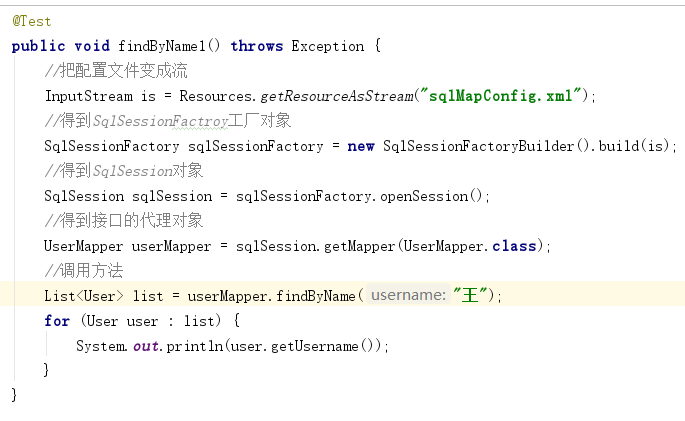 @Test
public void findByName1() throws Exception {
//把配置文件变成流
InputStream is = Resources.getResourceAsStream("sqlMapConfig.xml");
//得到SqlSessionFactroy工厂对象
SqlSessionFactory sqlSessionFactory = new SqlSessionFactoryBuilder().build(is);
//得到SqlSession对象
SqlSession sqlSession = sqlSessionFactory.openSession();
//得到接口的代理对象
UserMapper userMapper = sqlSession.getMapper(UserMapper.class);
//调用方法
List<User> list = userMapper.findByName( username: "王");
for (User user : list) {
System.out.println(user.getUsername());
}
}